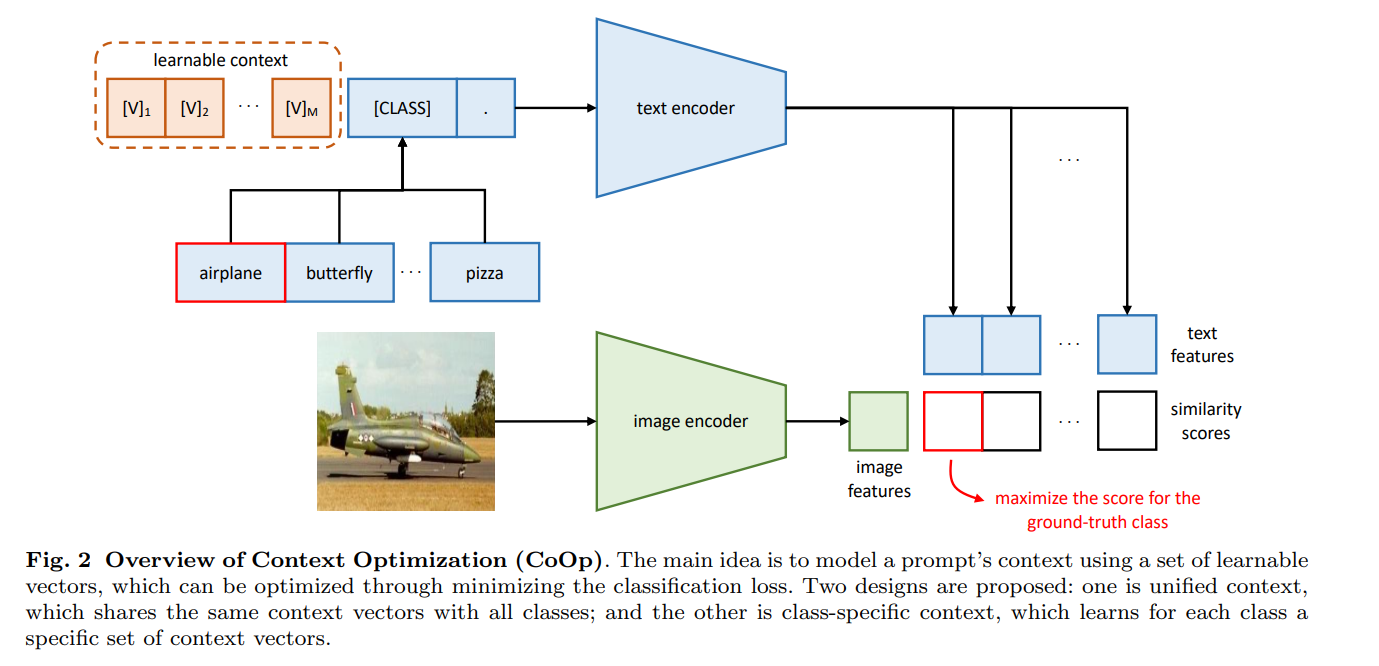 learnable context
[V]₁ [V]₂ ... [V]M [CLASS] .
text encoder
...
airplane butterfly ... pizza
... text features
image encoder
... similarity scores
image features
maximize the score for the
ground-truth class
Fig. 2 Overview of Context Optimization (CoOp). The main idea is to model a prompt's context using a set of learnable
vectors, which can be optimized through minimizing the classification loss. Two designs are proposed: one is unified context,
which shares the same context vectors with all classes; and the other is class-specific context, which learns for each class a
specific set of context vectors.